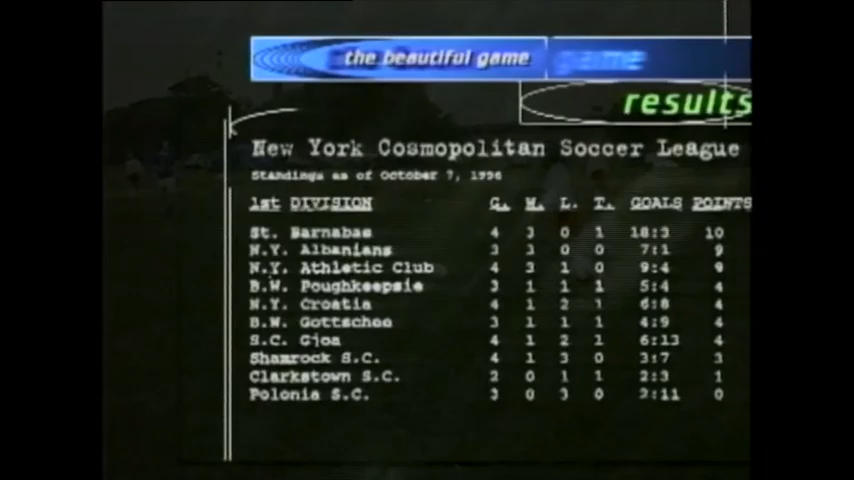 the beautiful game game
results
New York Cosmopolitan Soccer League
Standings as of October 7, 1996
1st DIVISION G. W. L. T. GOALS POINTS
St. Barnabas 4 3 0 1 18:3 10
N.Y. Albanians 3 3 0 0 7:1 9
N.Y. Athletic Club 4 3 1 0 9:4 9
B.W. Poughkeepsie 3 1 1 1 5:4 4
N.Y. Croatia 4 1 2 1 6:8 4
B.W. Gottschee 3 1 1 1 4:9 4
S.C. Gjoa 4 1 2 1 6:13 4
Shamrock S.C. 4 1 3 0 3:7 3
Clarkstown S.C. 2 0 1 1 2:3 1
Polonia S.C. 3 0 3 0 2:11 0